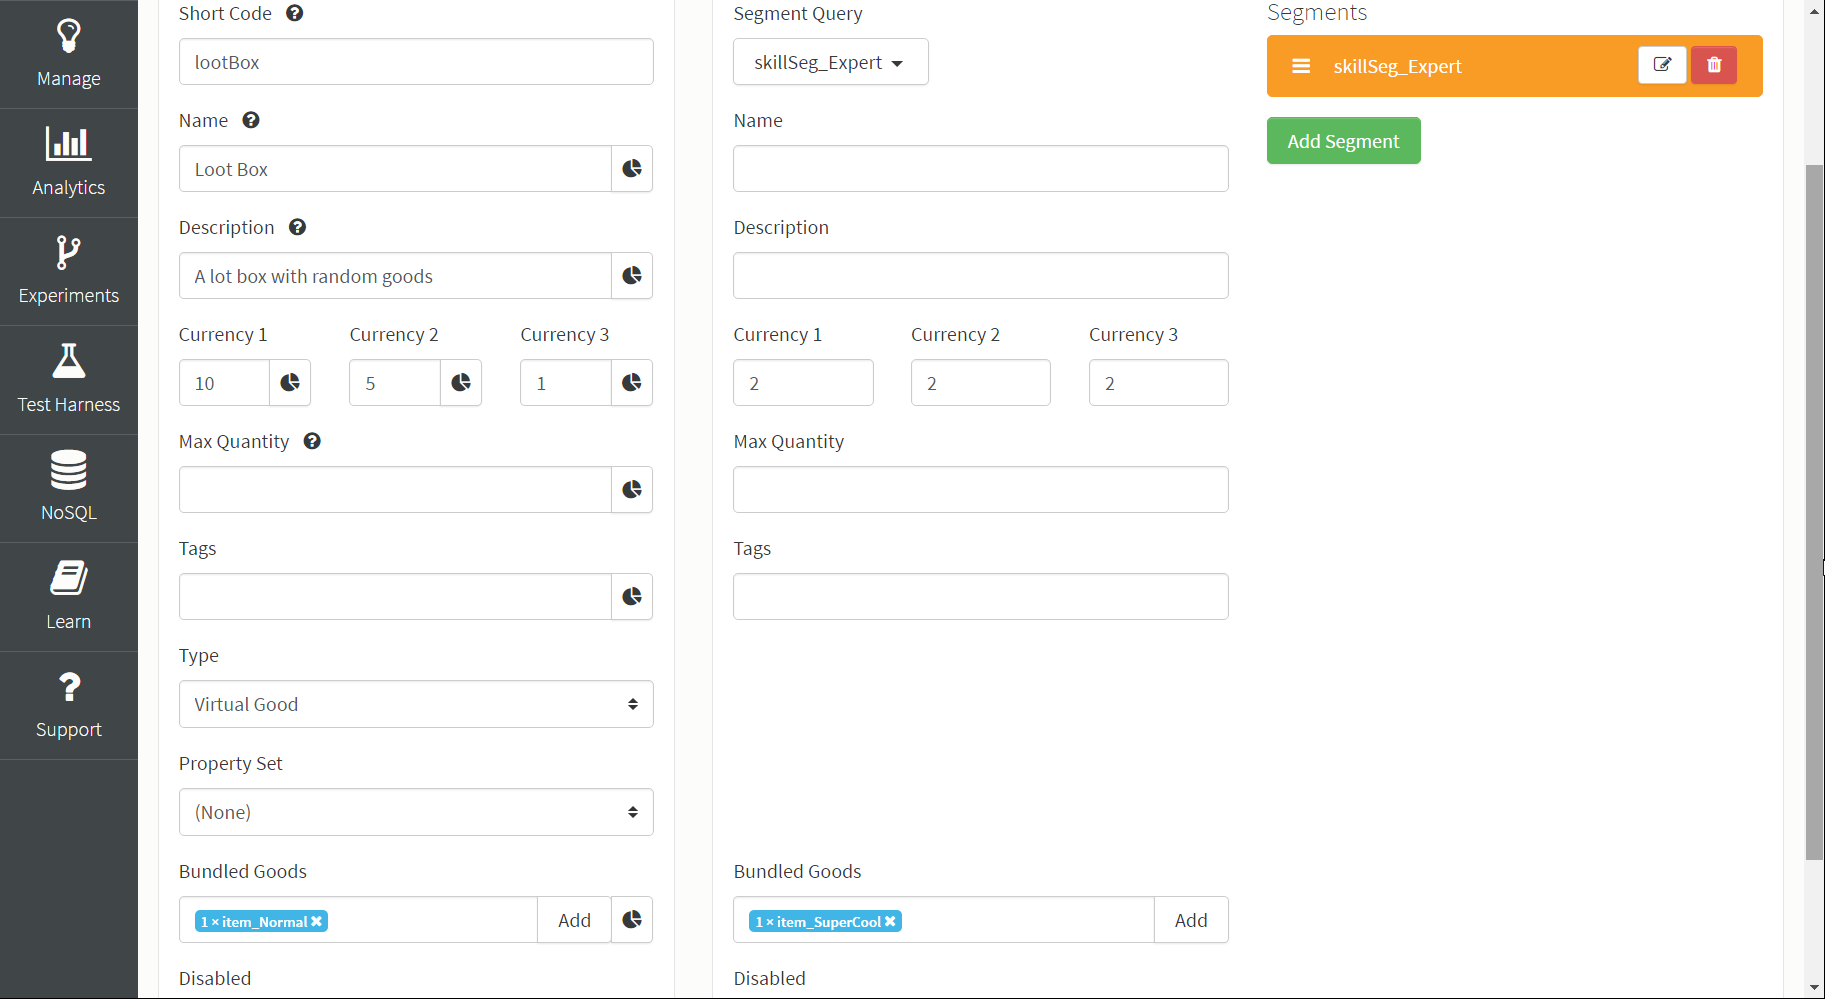 Manage
Analytics
Experiments
Test Harness
NoSQL
Learn
Support
Short Code
lootBox
Name
Loot Box
Description
A lot box with random goods
Currency 1 Currency 2 Currency 3
10 5 1
Max Quantity
Tags
Type
Virtual Good
Property Set
(None)
Bundled Goods
1 × item_Normal Add
Disabled
Segment Query
skillSeg_Expert
Name
Description
Currency 1 Currency 2 Currency 3
2 2 2
Max Quantity
Tags
Bundled Goods
1 × item_SuperCool Add
Disabled
Segments
skillSeg_Expert
Add Segment